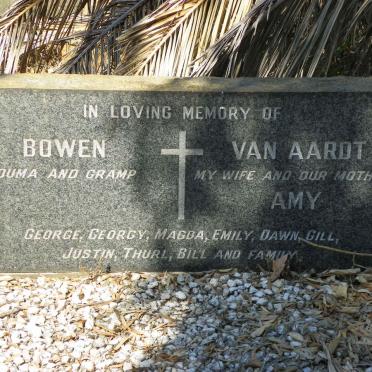 IN LOVING MEMORY OF
BOWEN VAN AARDT
OUMA AND GRAMP MY WIFE AND OUR MOTH
AMY
GEORGE, GEORGY, MAGDA, EMILY, DAWN, GILL,
JUSTIN, THURL, BILL AND FAMILY